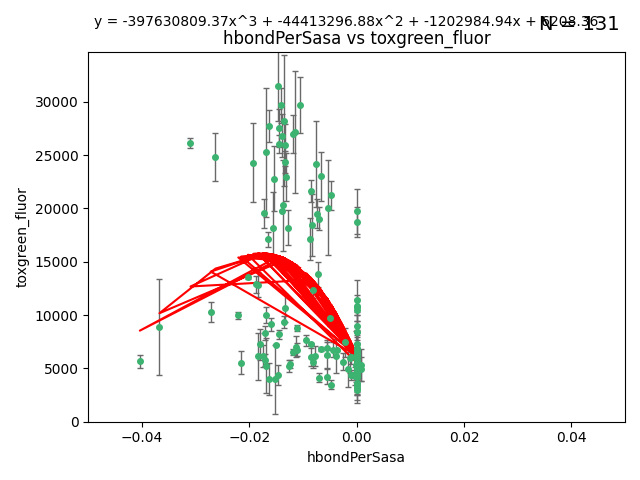 y = -397630809.37x^3 + -44413296.88x^2 + -1202984.94x + 6208.36
N = 131
hbondPerSasa vs toxgreen_fluor
toxgreen_fluor
30000
25000
20000
15000
10000
5000
0
−0.04
−0.02
0.00
0.02
0.04
hbondPerSasa